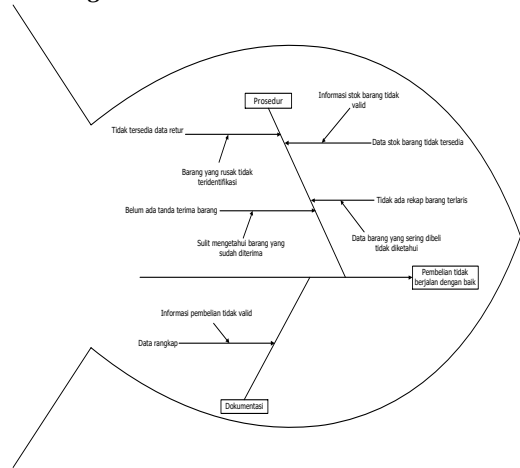 g
Prosedur
Informasi stok barang tidak
valid
Tidak tersedia data retur
Data stok barang tidak tersedia
Barang yang rusak tidak
teridentifikasi
Tidak ada rekap barang terlaris
Belum ada tanda terima barang
Sulit mengetahui barang yang
sudah diterima
Data barang yang sering dibeli
tidak diketahui
Pembelian tidak
berjalan dengan baik
Informasi pembelian tidak valid
Data rangkap
Dokumentasi